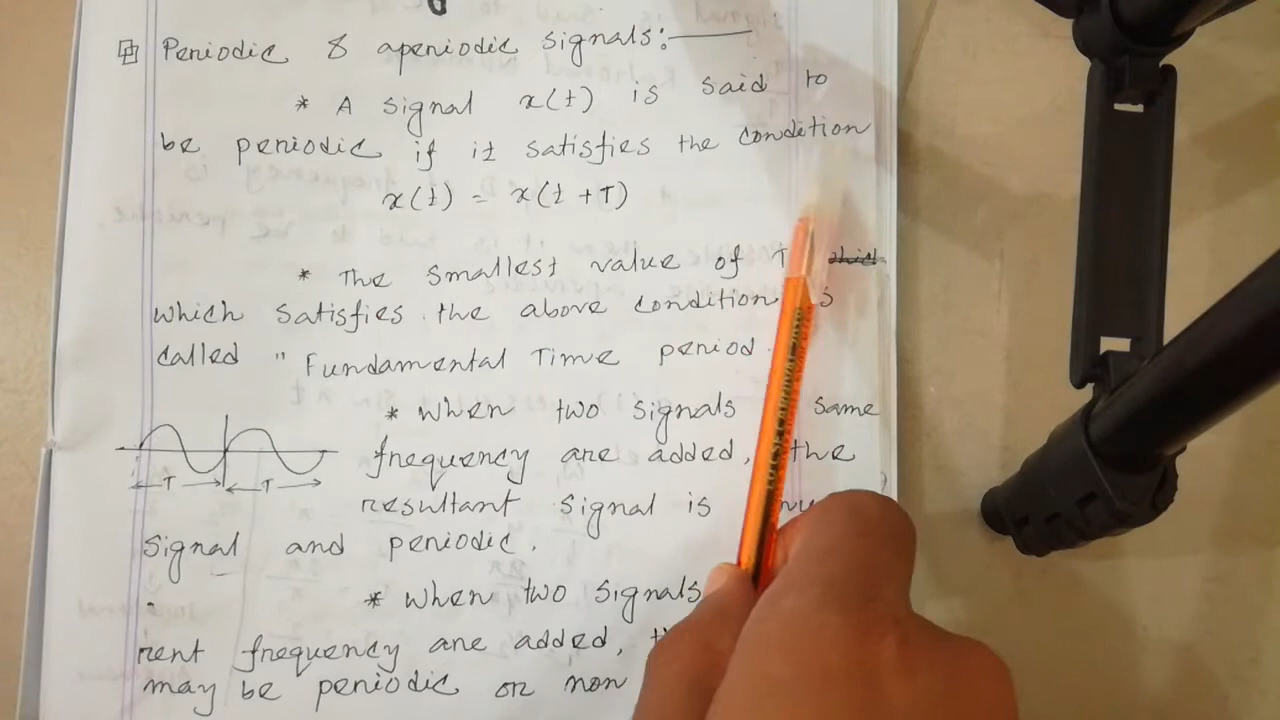 Periodic & aperiodic signals:
* A signal x(t) is said to
be periodic if it satisfies the condition
x(t) = x(t + T)
* The smallest value of T
which satisfies the above condition is
called " Fundamental Time period
* When two signals same
frequency are added, the
resultant signal is
T T
signal and periodic.
* When two signals
rent frequency are added,
may be periodic or non